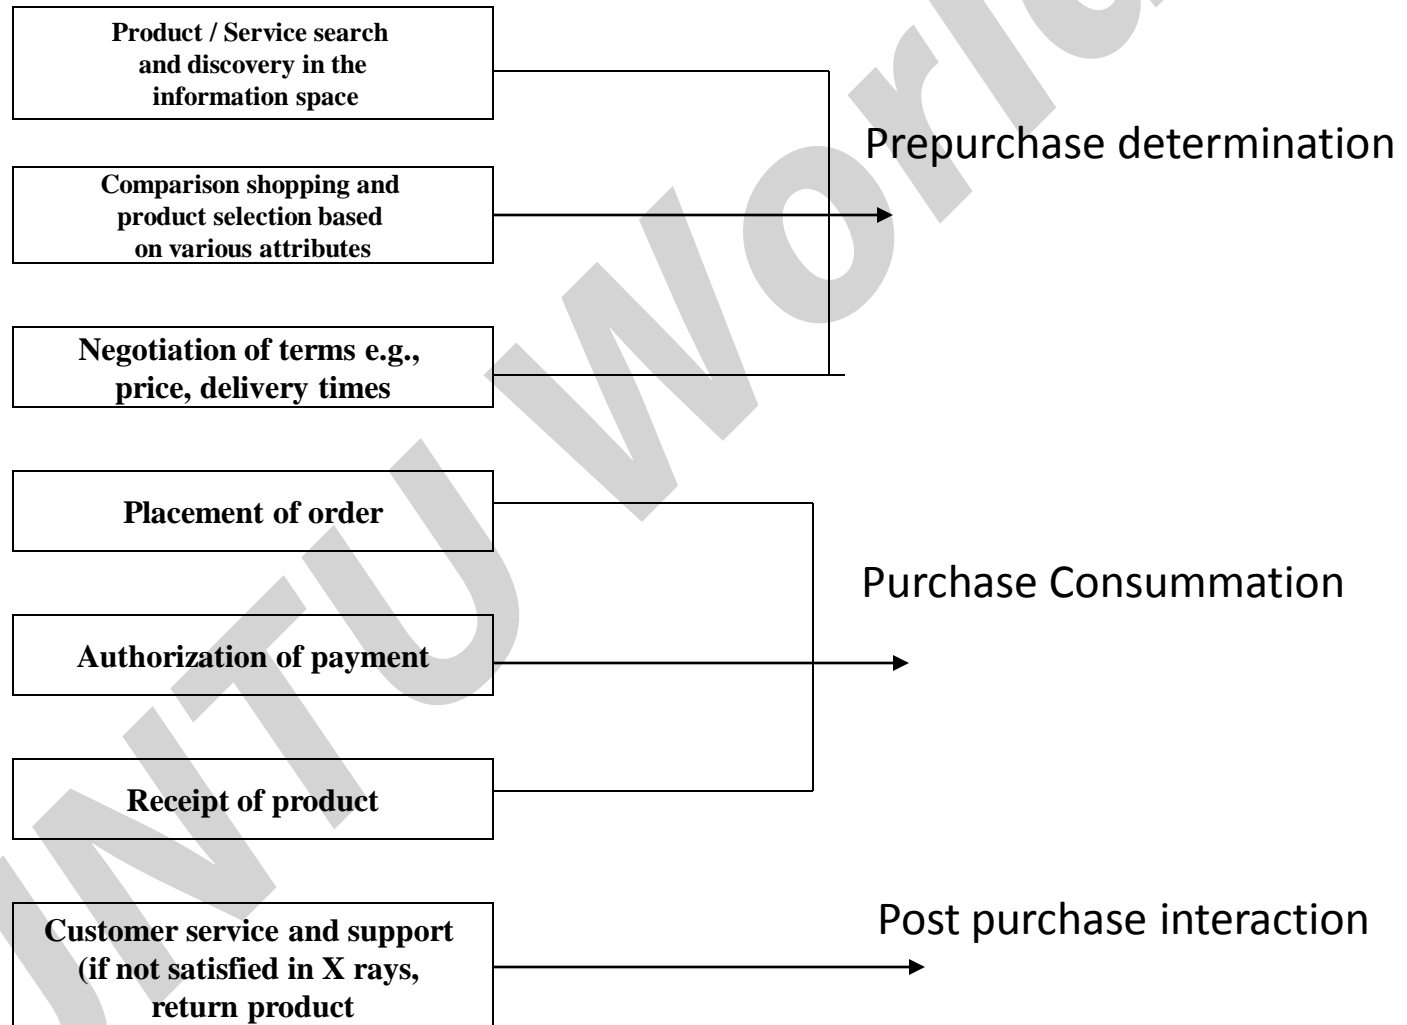 Product / Service search
and discovery in the
information space
Prepurchase determination
Comparison shopping and
product selection based
on various attributes
Negotiation of terms e.g.,
price, delivery times
Placement of order
Purchase Consummation
Authorization of payment
Receipt of product
Customer service and support
(if not satisfied in X rays,
return product
Post purchase interaction
JNTU World